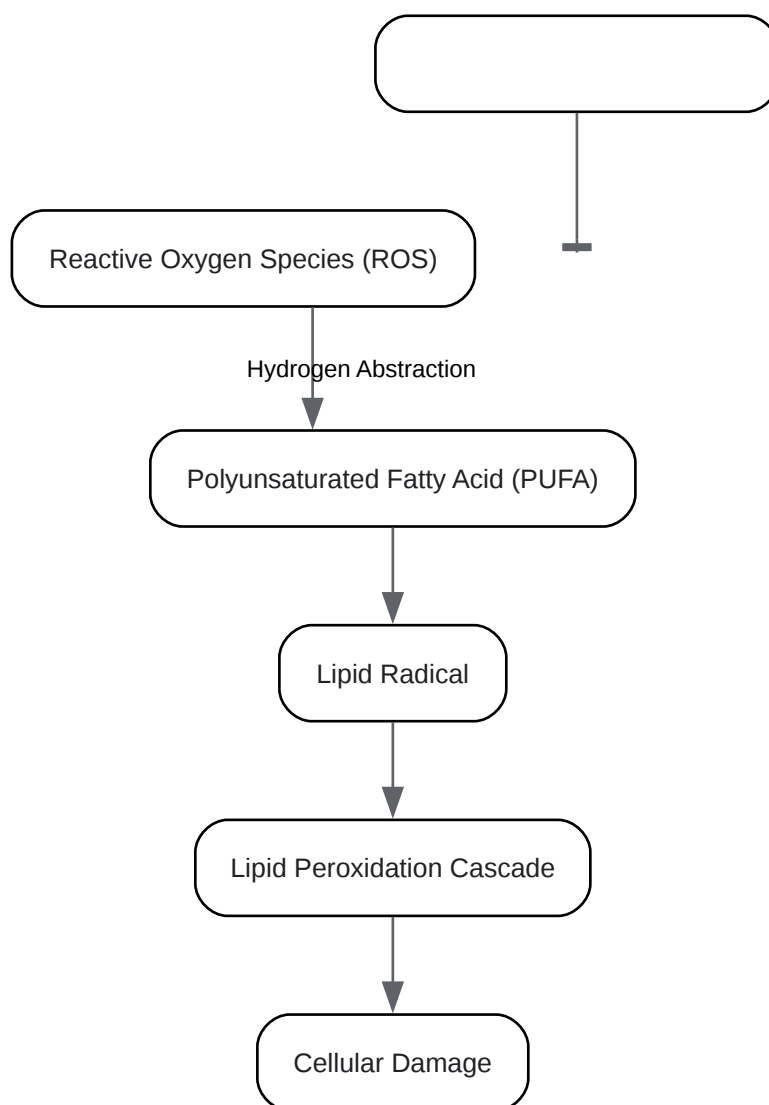 Reactive Oxygen Species (ROS)
Hydrogen Abstraction
Polyunsaturated Fatty Acid (PUFA)
Lipid Radical
Lipid Peroxidation Cascade
Cellular Damage